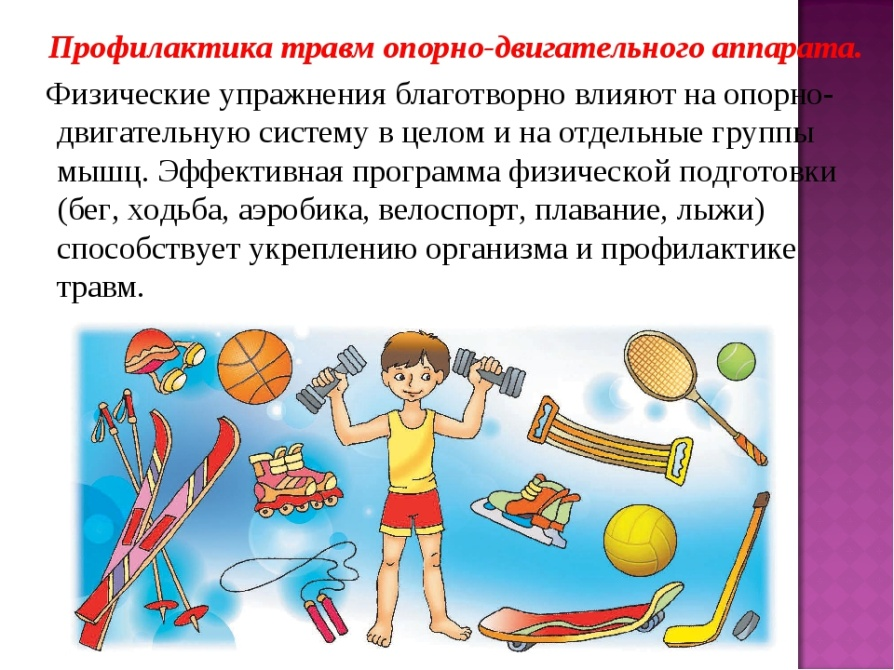 Профилактика травм опорно-двигательного аппарата.
Физические упражнения благотворно влияют на опорно-
двигательную систему в целом и на отдельные группы
мышц. Эффективная программа физической подготовки
(бег, ходьба, аэробика, велоспорт, плавание, лыжи)
способствует укреплению организма и профилактике
травм.